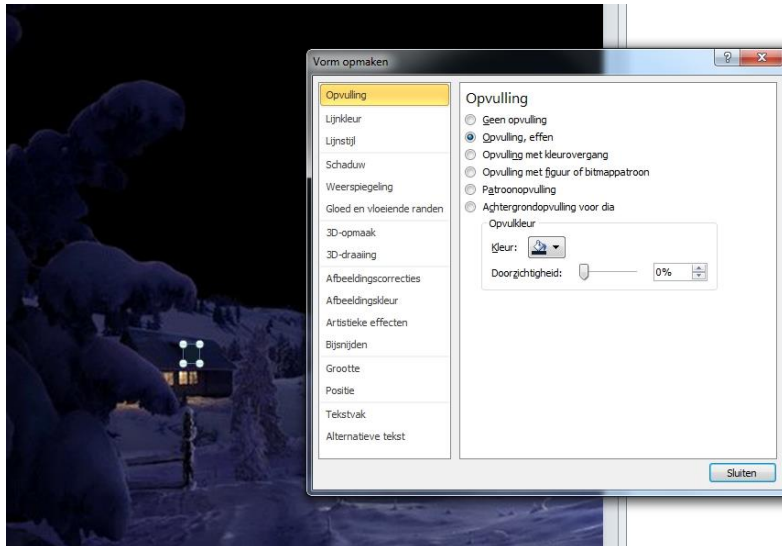 Vorm opmaken
Opvulling
Lijnkleur
Lijnstijl
Schaduw
Weerspiegeling
Gloed en vloeiende randen
3D-opmaak
3D-draaiing
Afbeeldingscorrecties
Afbeeldingskleur
Artistieke effecten
Bijsnijden
Grootte
Positie
Tekstvak
Alternatieve tekst
Opvulling
Geen opvulling
Opvulling, effen
Opvulling met kleurovergang
Opvulling met figuur of bitmappatroon
Patroonopvulling
Achtergrondopvulling voor dia
Opvulkleur
Kleur:
Doorzichtigheid: 0%
Sluiten